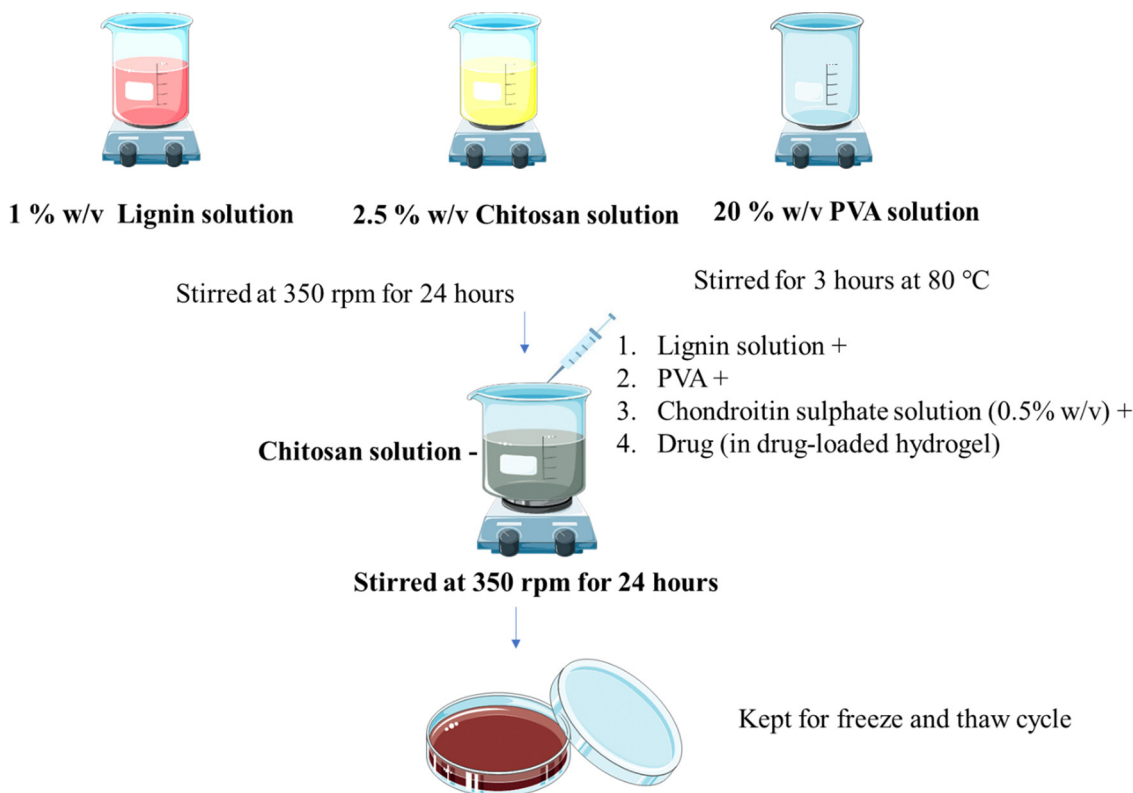 1 % w/v Lignin solution
2.5 % w/v Chitosan solution
20 % w/v PVA solution
Stirred at 350 rpm for 24 hours
Stirred for 3 hours at 80 °C
1. Lignin solution +
2. PVA +
3. Chondroitin sulphate solution (0.5% w/v) +
4. Drug (in drug-loaded hydrogel)
Chitosan solution -
Stirred at 350 rpm for 24 hours
Kept for freeze and thaw cycle